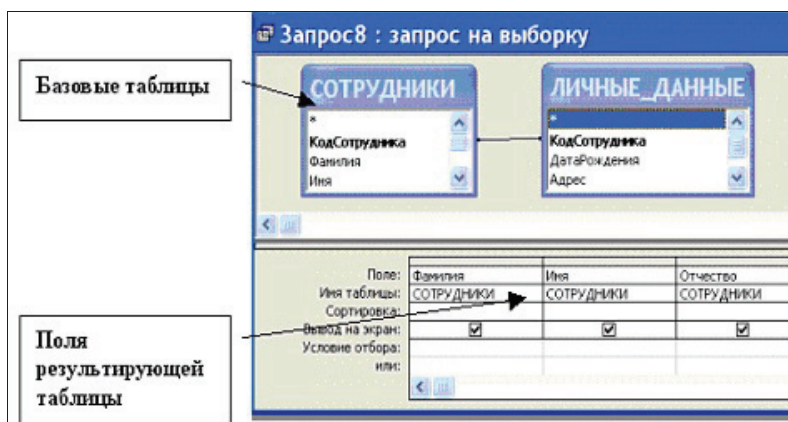 Запрос8 : запрос на выборку
Базовые таблицы
СОТРУДНИКИ
*
КодСотрудника
Фамилия
Имя
ЛИЧНЫЕ_ДАННЫЕ
*
КодСотрудника
ДатаРождения
Адрес
Поле: Фамилия Имя Отчество
Имя таблицы: СОТРУДНИКИ СОТРУДНИКИ СОТРУДНИКИ
Сортировка:
Вывод на экран:
Условие отбора:
или:
Поля
результирующей
таблицы